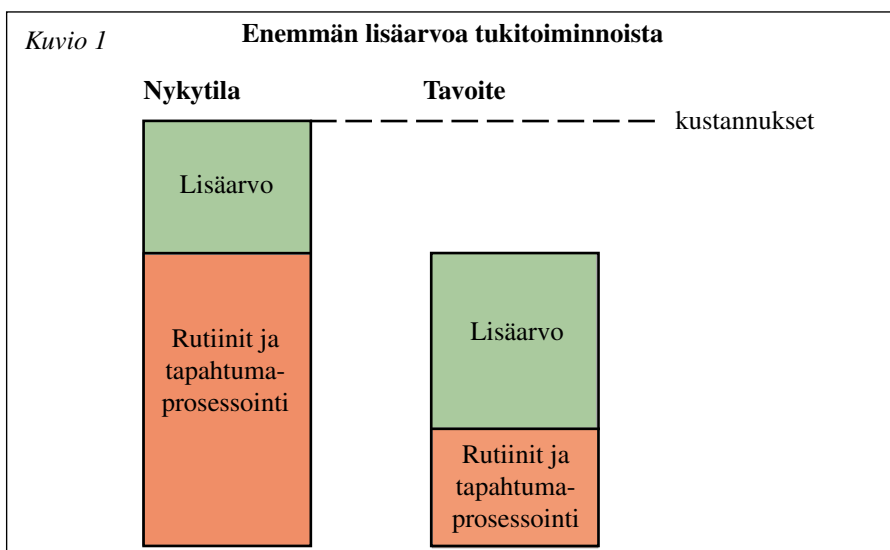 Kuvio 1
Enemmän lisäarvoa tukitoiminnoista
Nykytila
Tavoite
kustannukset
Lisäarvo
Rutiinit ja
tapahtuma-
prosessointi
Lisäarvo
Rutiinit ja
tapahtuma-
prosessointi